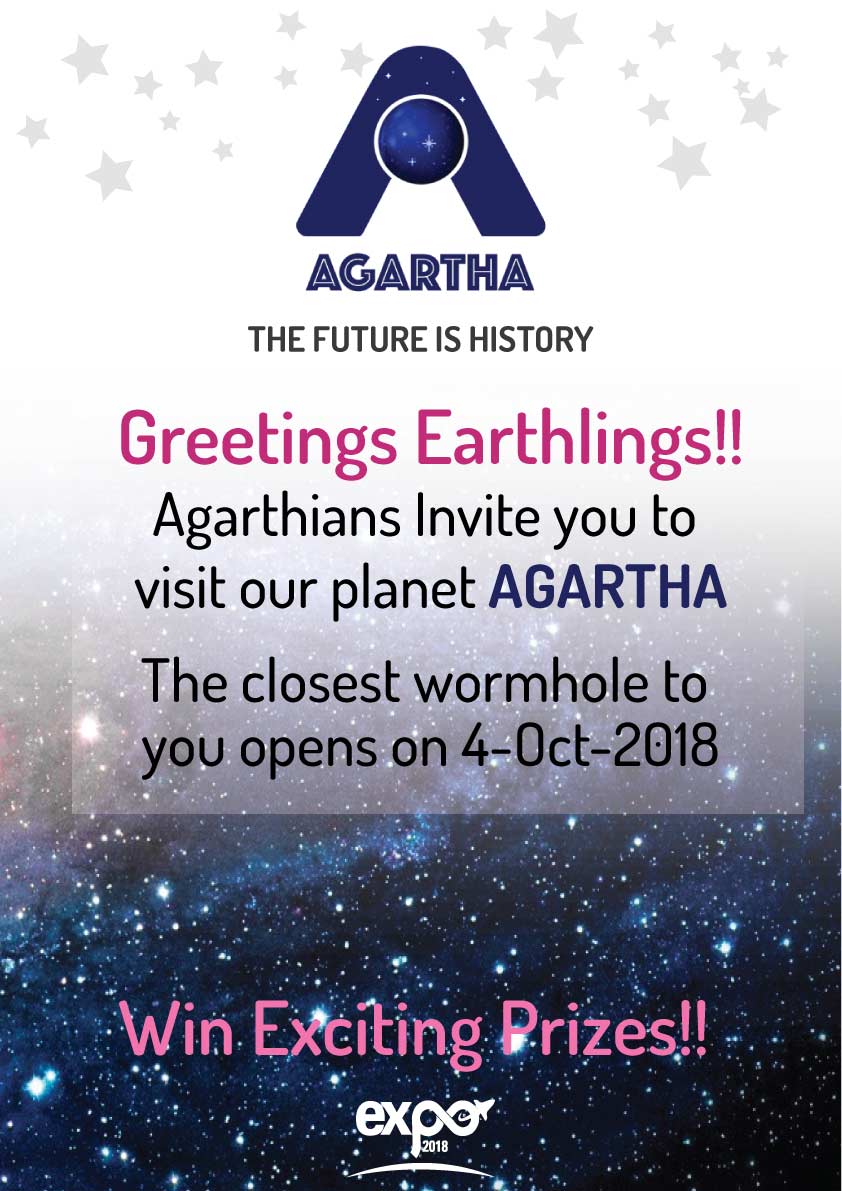 AGARTHA
THE FUTURE IS HISTORY
Greetings Earthlings!!
Agarthians Invite you to
visit our planet AGARTHA
The closest wormhole to
you opens on 4-Oct-2018
Win Exciting Prizes!!
expo
2018